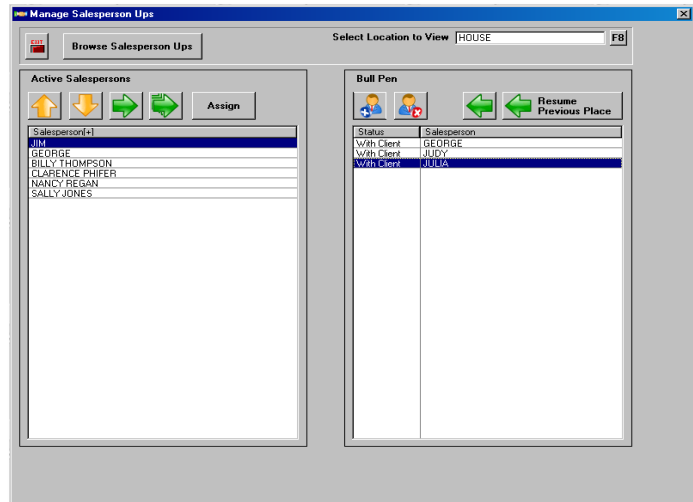 Manage Salesperson Ups
EXIT
Browse Salesperson Ups
Select Location to View HOUSE F8
Active Salespersons
Assign
Salesperson[+]
JIM
GEORGE
BILLY THOMPSON
CLARENCE PHIFER
NANCY REGAN
SALLY JONES
Bull Pen
Resume
Previous Place
Status Salesperson
With Client GEORGE
With Client JUDY
With Client JULIA